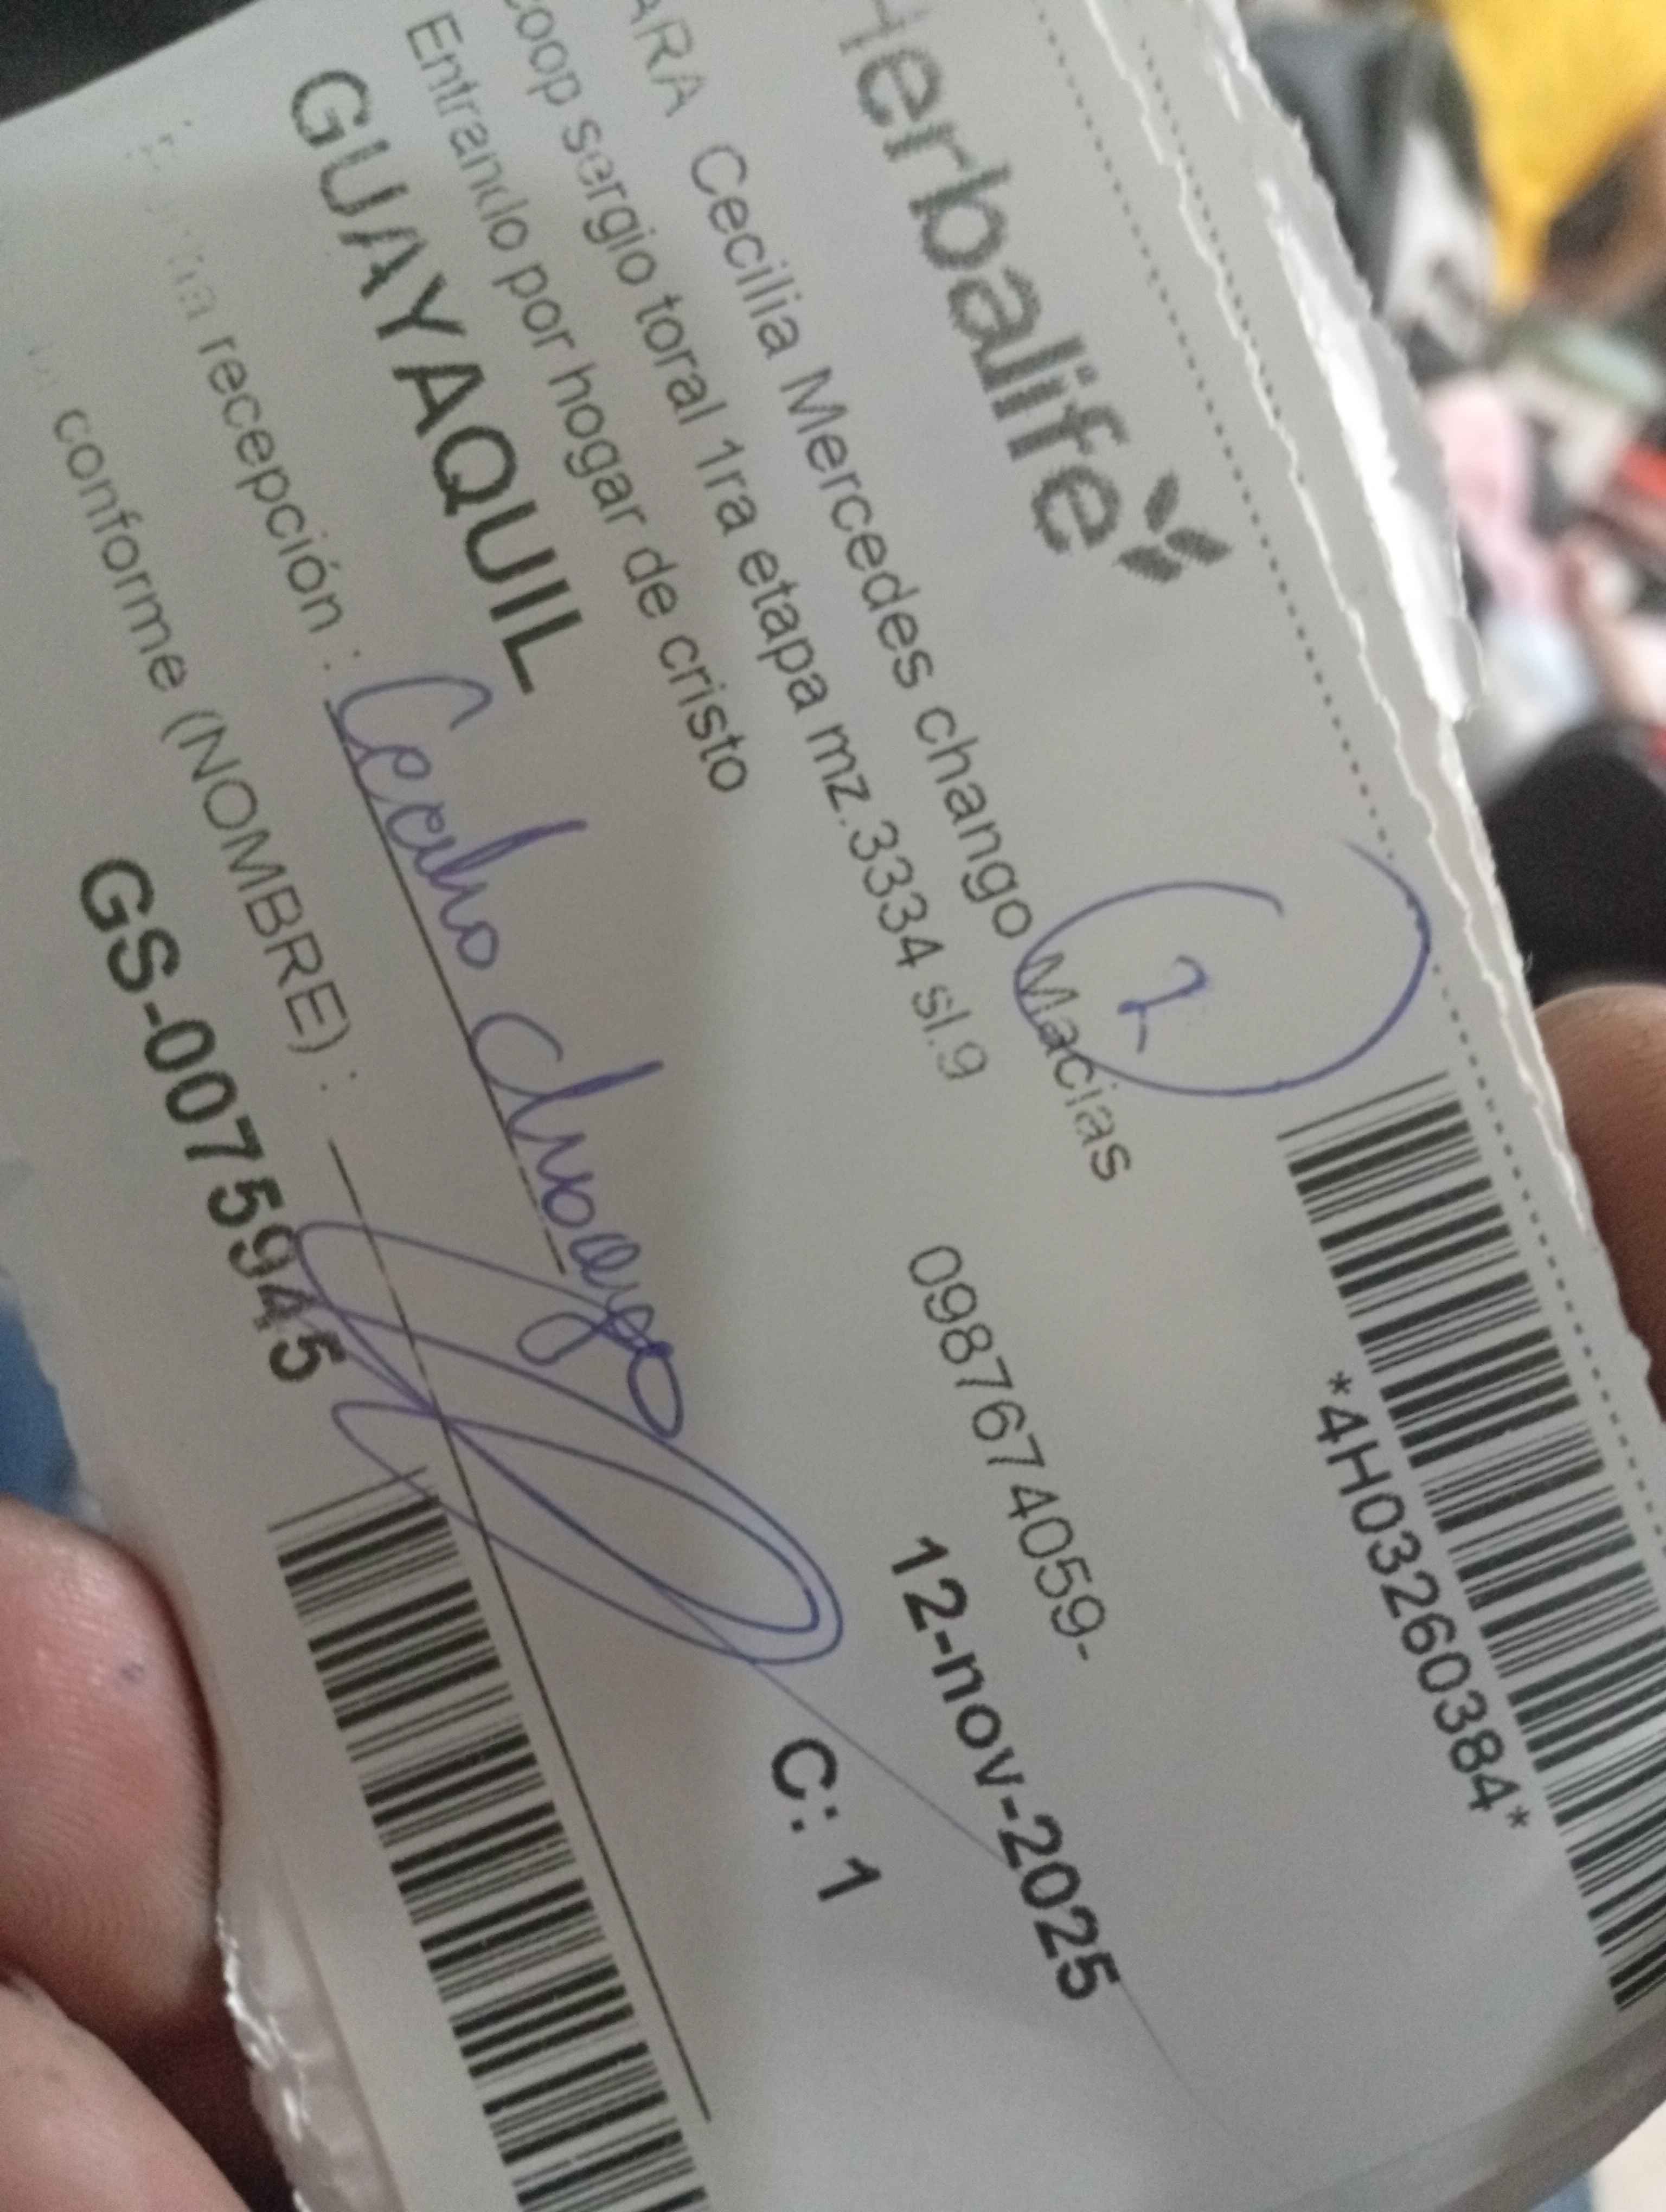 Herbalife
*4H03260384*
2
ARA Cecilia Mercedes chango Macias 0987674059-
coop sergio toral 1ra etapa mz.3334 sl.9
12-nov-2025
Entrando por hogar de cristo
GUAYAQUIL
C: 1
recepción :
conforme (NOMBRE) :
GS-0075945